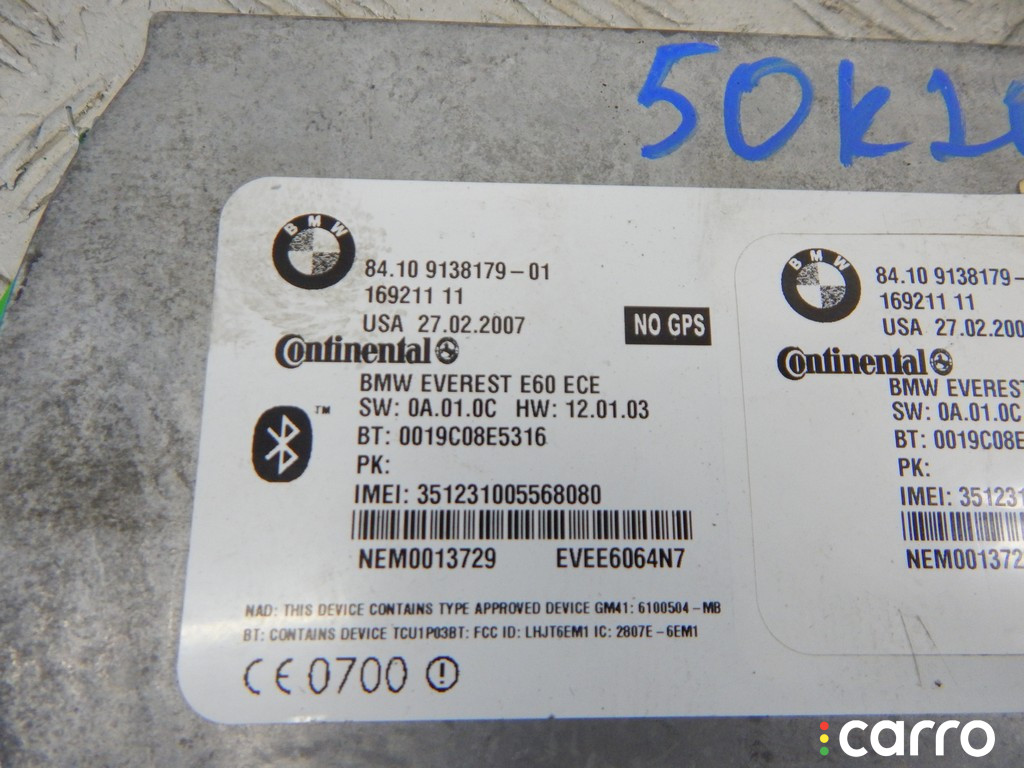 50K
BMW
84.10 9138179-01
169211 11
USA 27.02.2007
NO GPS
Continental
BMW EVEREST E60 ECE
SW: 0A.01.0C HW: 12.01.03
TM
BT: 0019C08E5316
PK:
IMEI: 351231005568080
NEM0013729 EVEE6064N7
NAD: THIS DEVICE CONTAINS TYPE APPROVED DEVICE GM41: 6100504-MB
BT: CONTAINS DEVICE TCU1P03BT: FCC ID: LHJT6EM1 IC: 2807E-6EM1
CE 0700
BMW
84.10 9138179-
169211 11
USA 27.02.200
Continental
BMW EVEREST
SW: 0A.01.0C
BT: 0019C08E
PK:
IMEI: 351231
NEM001372
carro